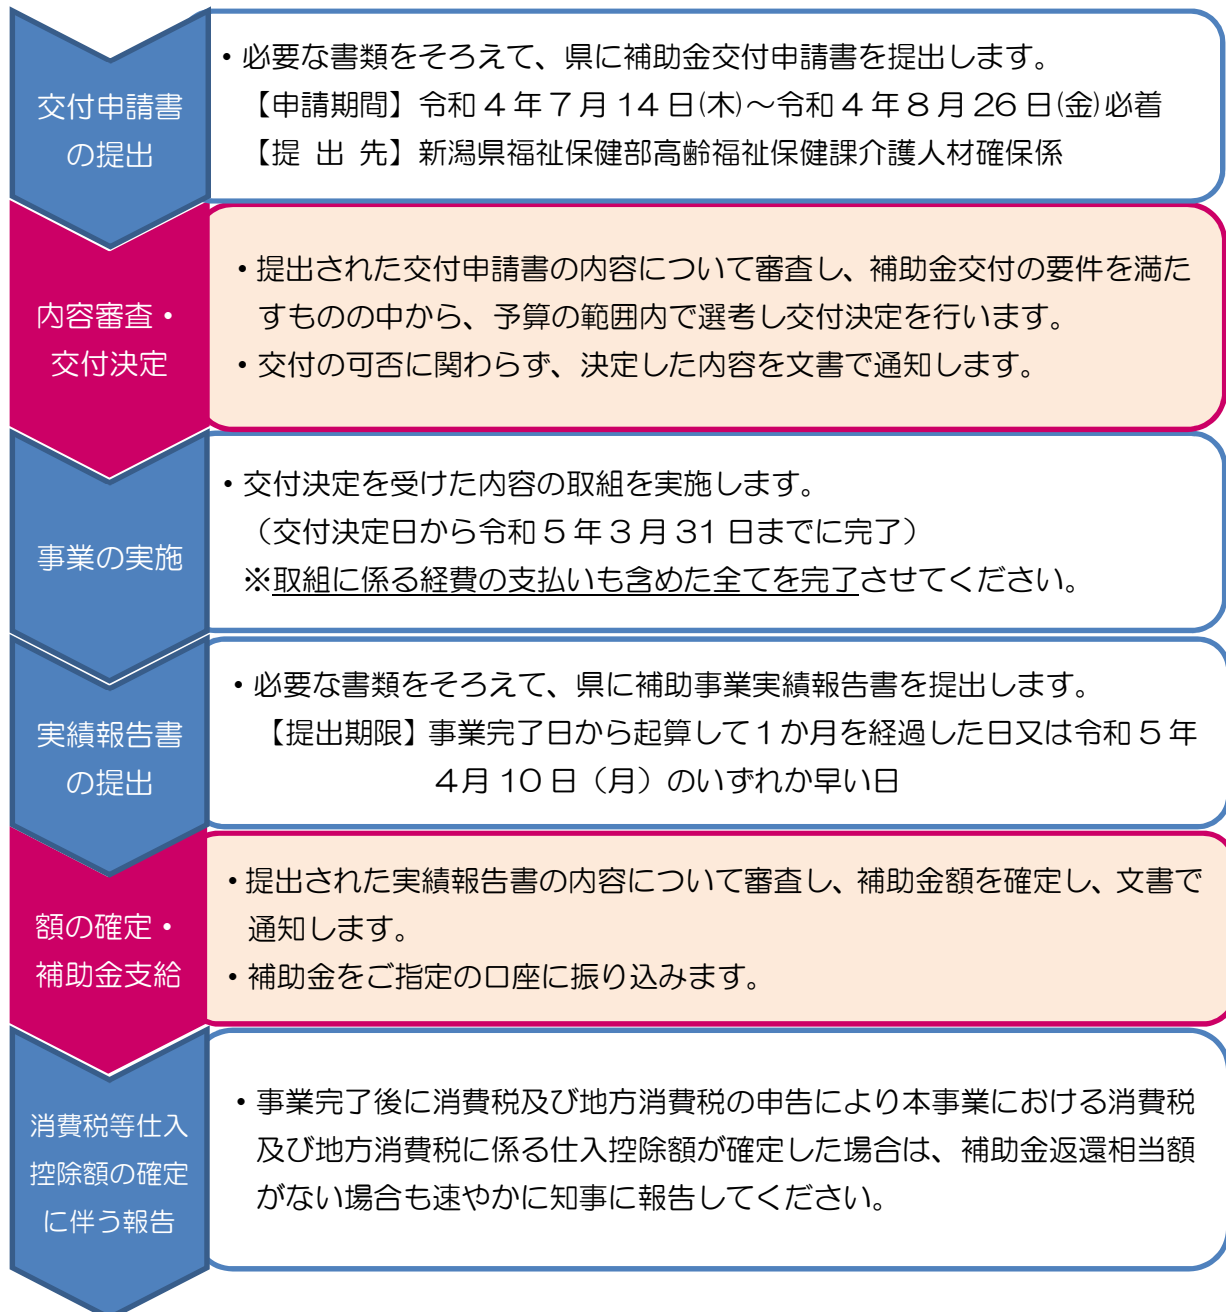 交付申請書
の提出
・必要な書類をそろえて、県に補助金交付申請書を提出します。
【申請期間】令和４年７月14日(木)～令和４年８月26日(金)必着
【提 出 先】新潟県福祉保健部高齢福祉保健課介護人材確保係
内容審査・
交付決定
・提出された交付申請書の内容について審査し、補助金交付の要件を満た
すものの中から、予算の範囲内で選考し交付決定を行います。
・交付の可否に関わらず、決定した内容を文書で通知します。
事業の実施
・交付決定を受けた内容の取組を実施します。
（交付決定日から令和５年３月31日までに完了）
※取組に係る経費の支払いも含めた全てを完了させてください。
実績報告書
の提出
・必要な書類をそろえて、県に補助事業実績報告書を提出します。
【提出期限】事業完了日から起算して１か月を経過した日又は令和５年
４月10日（月）のいずれか早い日
額の確定・
補助金支給
・提出された実績報告書の内容について審査し、補助金額を確定し、文書で
通知します。
・補助金をご指定の口座に振り込みます。
消費税等仕入
控除額の確定
に伴う報告
・事業完了後に消費税及び地方消費税の申告により本事業における消費税
及び地方消費税に係る仕入控除額が確定した場合は、補助金返還相当額
がない場合も速やかに知事に報告してください。